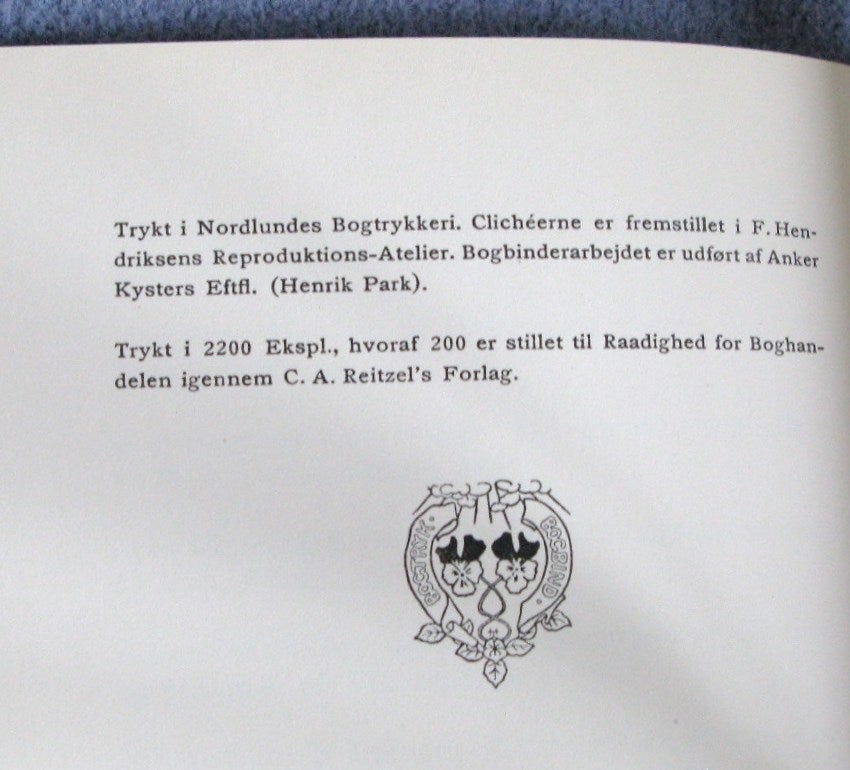 Trykt i Nordlundes Bogtrykkeri. Clichéerne er fremstillet i F. Hen-
driksens Reproduktions-Atelier. Bogbinderarbejdet er udført af Anker
Kysters Eftfl. (Henrik Park).
Trykt i 2200 Ekspl., hvoraf 200 er stillet til Raadighed for Boghan-
delen igennem C. A. Reitzel's Forlag.
BOGTRYK·
BOGBIND·